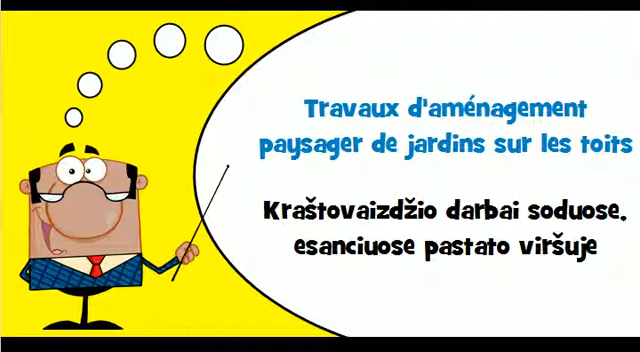 Travaux d'aménagement
paysager de jardins sur les toits
Kraštovaizdžio darbai soduose,
esanciuose pastato viršuje